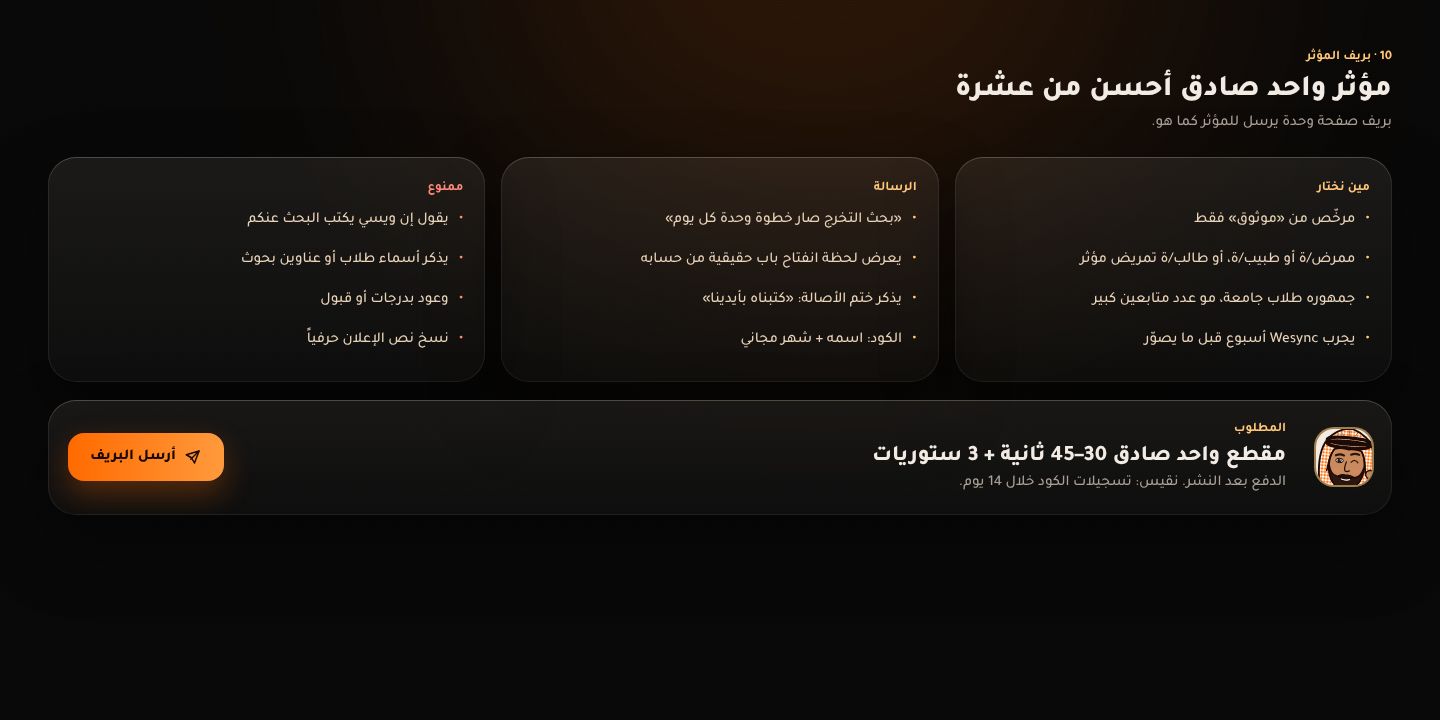 10 · بريف المؤثر
مؤثر واحد صادق أحسن من عشرة
بريف صفحة وحدة يرسل للمؤثر كما هو.
مين نختار
• مرخّص من «موثوق» فقط
• ممرض/ة أو طبيب/ة، أو طالب/ة تمريض مؤثر
• جمهوره طلاب جامعة، مو عدد متابعين كبير
• يجرب Wesync أسبوع قبل ما يصوّر
الرسالة
• «بحث التخرج صار خطوة وحدة كل يوم»
• يعرض لحظة انفتاح باب حقيقية من حسابه
• يذكر ختم الأصالة: «كتبناه بأيدينا»
• الكود: اسمه + شهر مجاني
ممنوع
• يقول إن ويسي يكتب البحث عنكم
• يذكر أسماء طلاب أو عناوين بحوث
• وعود بدرجات أو قبول
• نسخ نص الإعلان حرفياً
المطلوب
مقطع واحد صادق 30–45 ثانية + 3 ستوريات
الدفع بعد النشر. نقيس: تسجيلات الكود خلال 14 يوم.
أرسل البريف